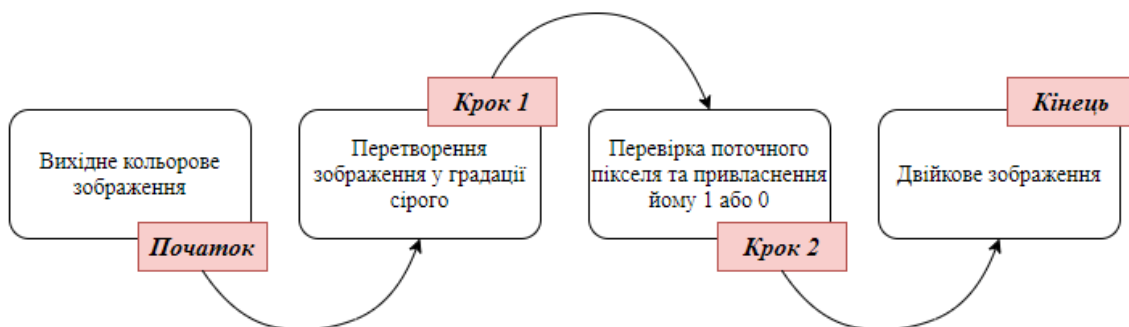 Вихідне кольорове
зображення
Початок
Крок 1
Перетворення
зображення у градації
сірого
Перевірка поточного
пікселя та привласнення
йому 1 або 0
Крок 2
Кінець
Двійкове зображення